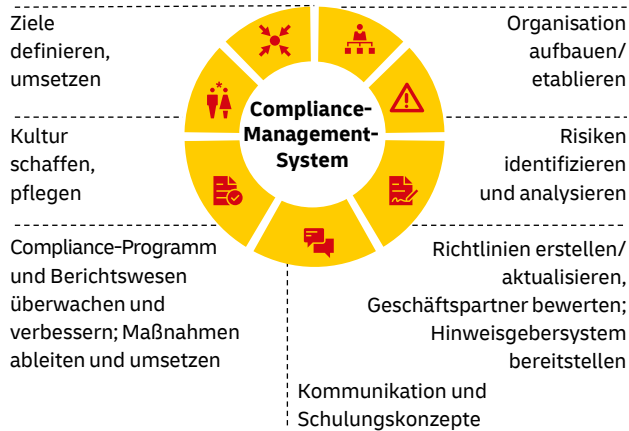 Ziele
definieren,
umsetzen
Organisation
aufbauen/
etablieren
Compliance-
Management-
System
Kultur
schaffen,
pflegen
Risiken
identifizieren
und analysieren
Compliance-Programm
und Berichtswesen
überwachen und
verbessern; Maßnahmen
ableiten und umsetzen
Richtlinien erstellen/
aktualisieren,
Geschäftspartner bewerten;
Hinweisgebersystem
bereitstellen
Kommunikation und
Schulungskonzepte